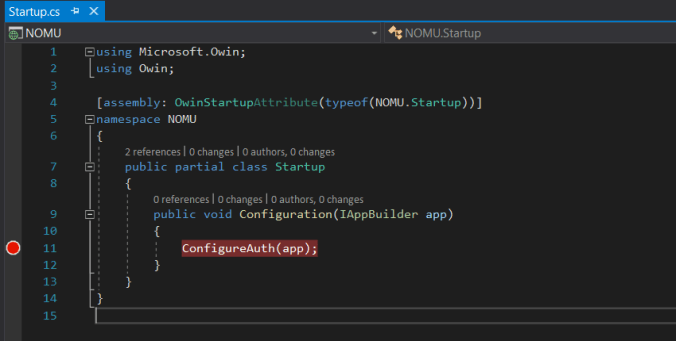 Startup.cs
NOMU NOMU.Startup
1 using Microsoft.Owin;
2 using Owin;
3
4 [assembly: OwinStartupAttribute(typeof(NOMU.Startup))]
5 namespace NOMU
6 {
2 references | 0 changes | 0 authors, 0 changes
7 public partial class Startup
8 {
0 references | 0 changes | 0 authors, 0 changes
9 public void Configuration(IAppBuilder app)
10 {
11 ConfigureAuth(app);
12 }
13 }
14 }
15